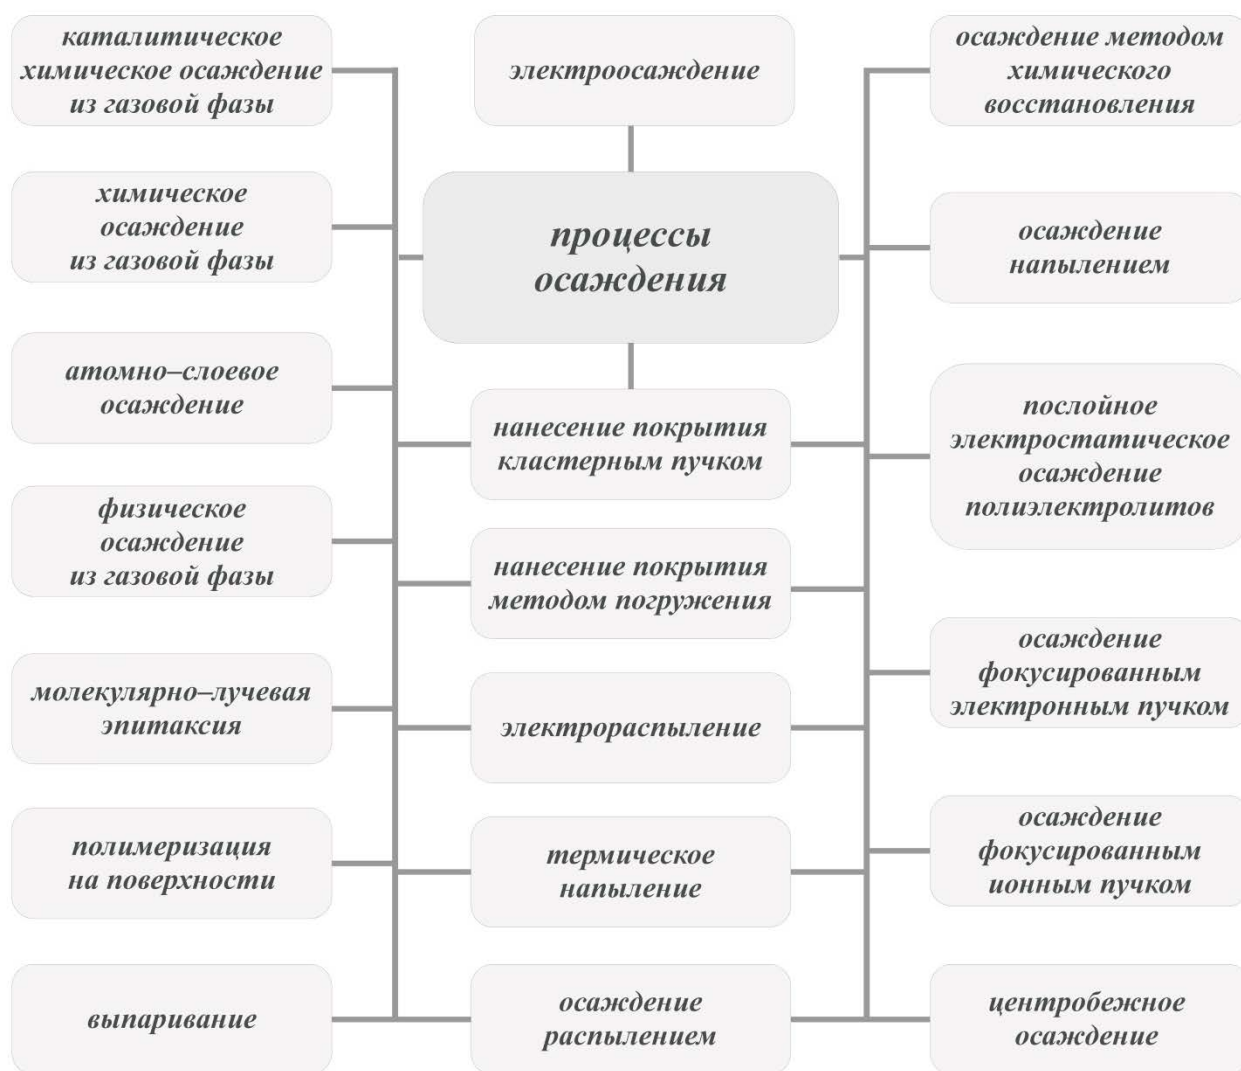 каталитическое
химическое осаждение
из газовой фазы
электроосаждение
осаждение методом
химического
восстановления
химическое
осаждение
из газовой фазы
процессы
осаждения
осаждение
напылением
атомно–слоевое
осаждение
нанесение покрытия
кластерным пучком
послойное
электростатическое
осаждение
полиэлектролитов
физическое
осаждение
из газовой фазы
нанесение покрытия
методом погружения
осаждение
фокусированным
электронным пучком
молекулярно–лучевая
эпитаксия
электрораспыление
полимеризация
на поверхности
термическое
напыление
осаждение
фокусированным
ионным пучком
выпаривание
осаждение
распылением
центробежное
осаждение